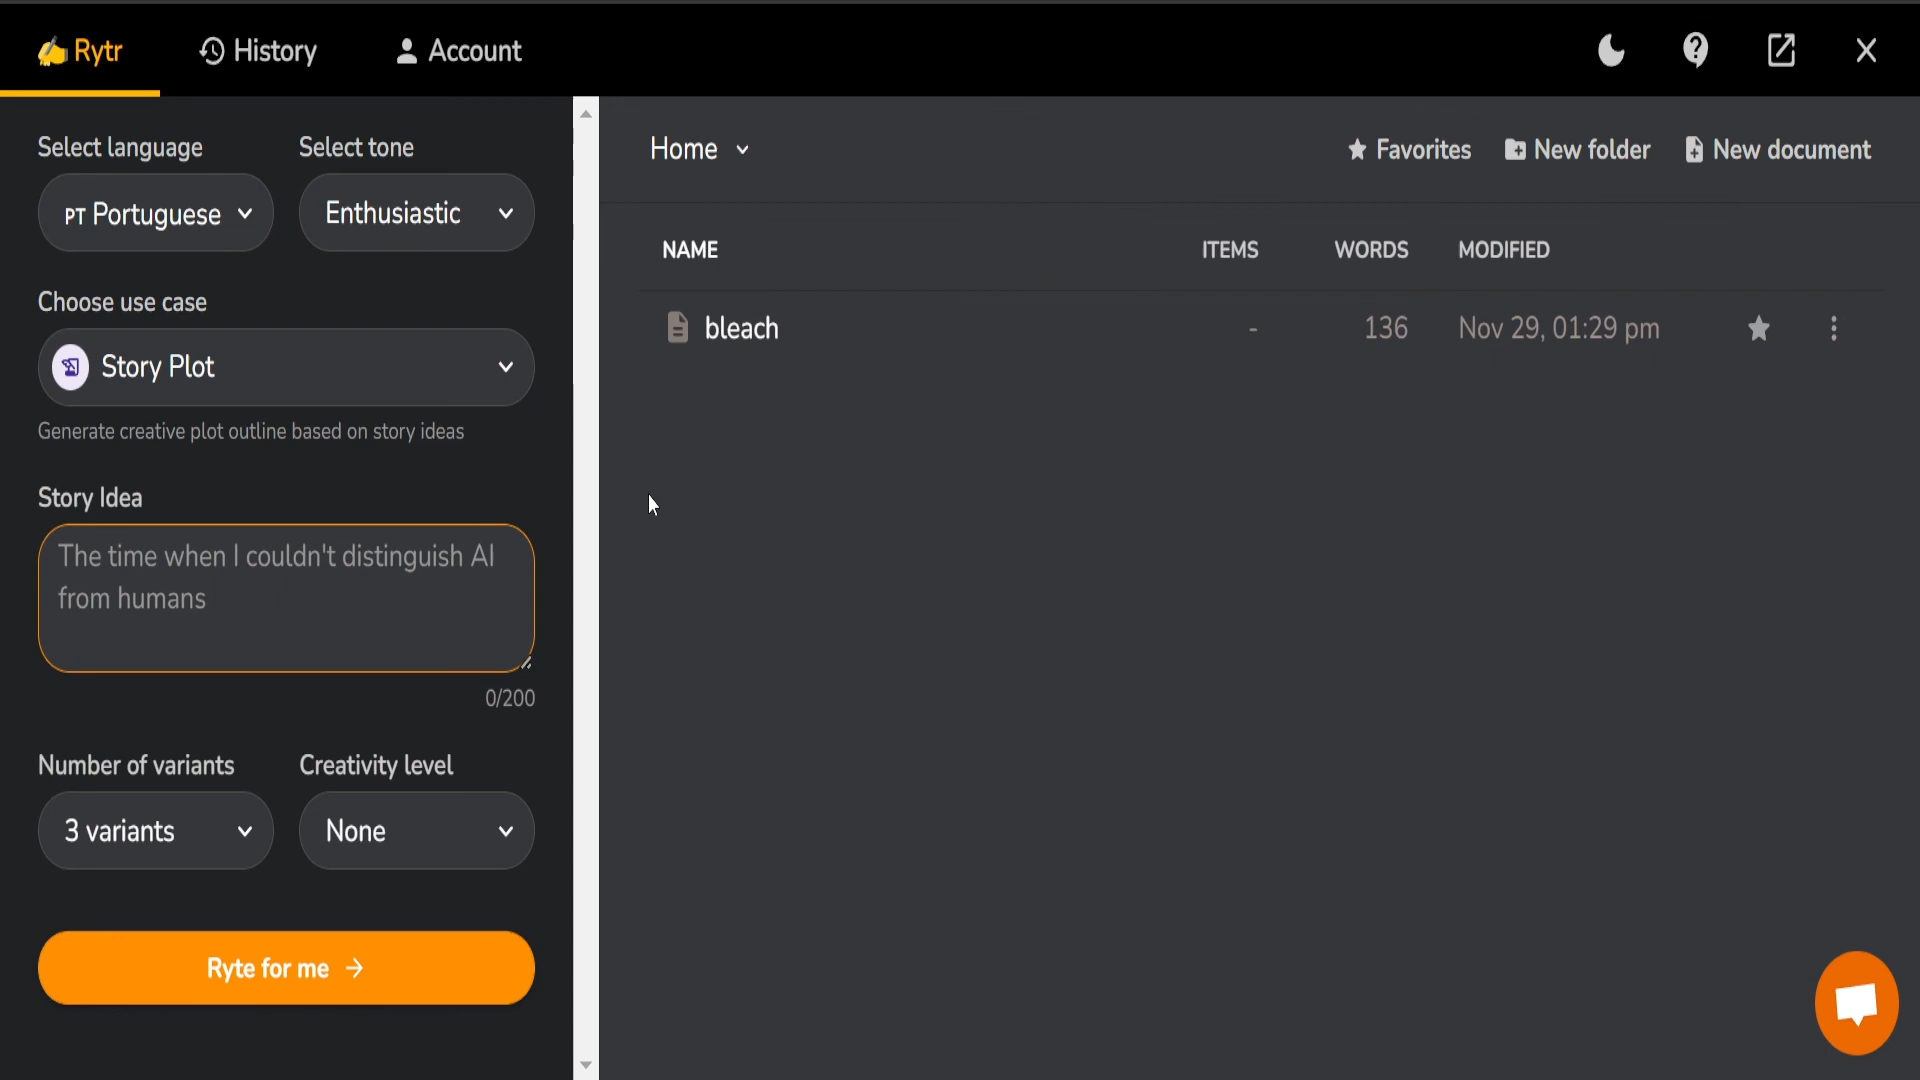 Rytr
History
Account
Select language
Select tone
PT Portuguese
Enthusiastic
Choose use case
Story Plot
Generate creative plot outline based on story ideas
Story Idea
The time when I couldn't distinguish AI
from humans
0/200
Number of variants
Creativity level
3 variants
None
Ryte for me →
Home
Favorites
New folder
New document
NAME
ITEMS
WORDS
MODIFIED
bleach
-
136
Nov 29, 01:29 pm